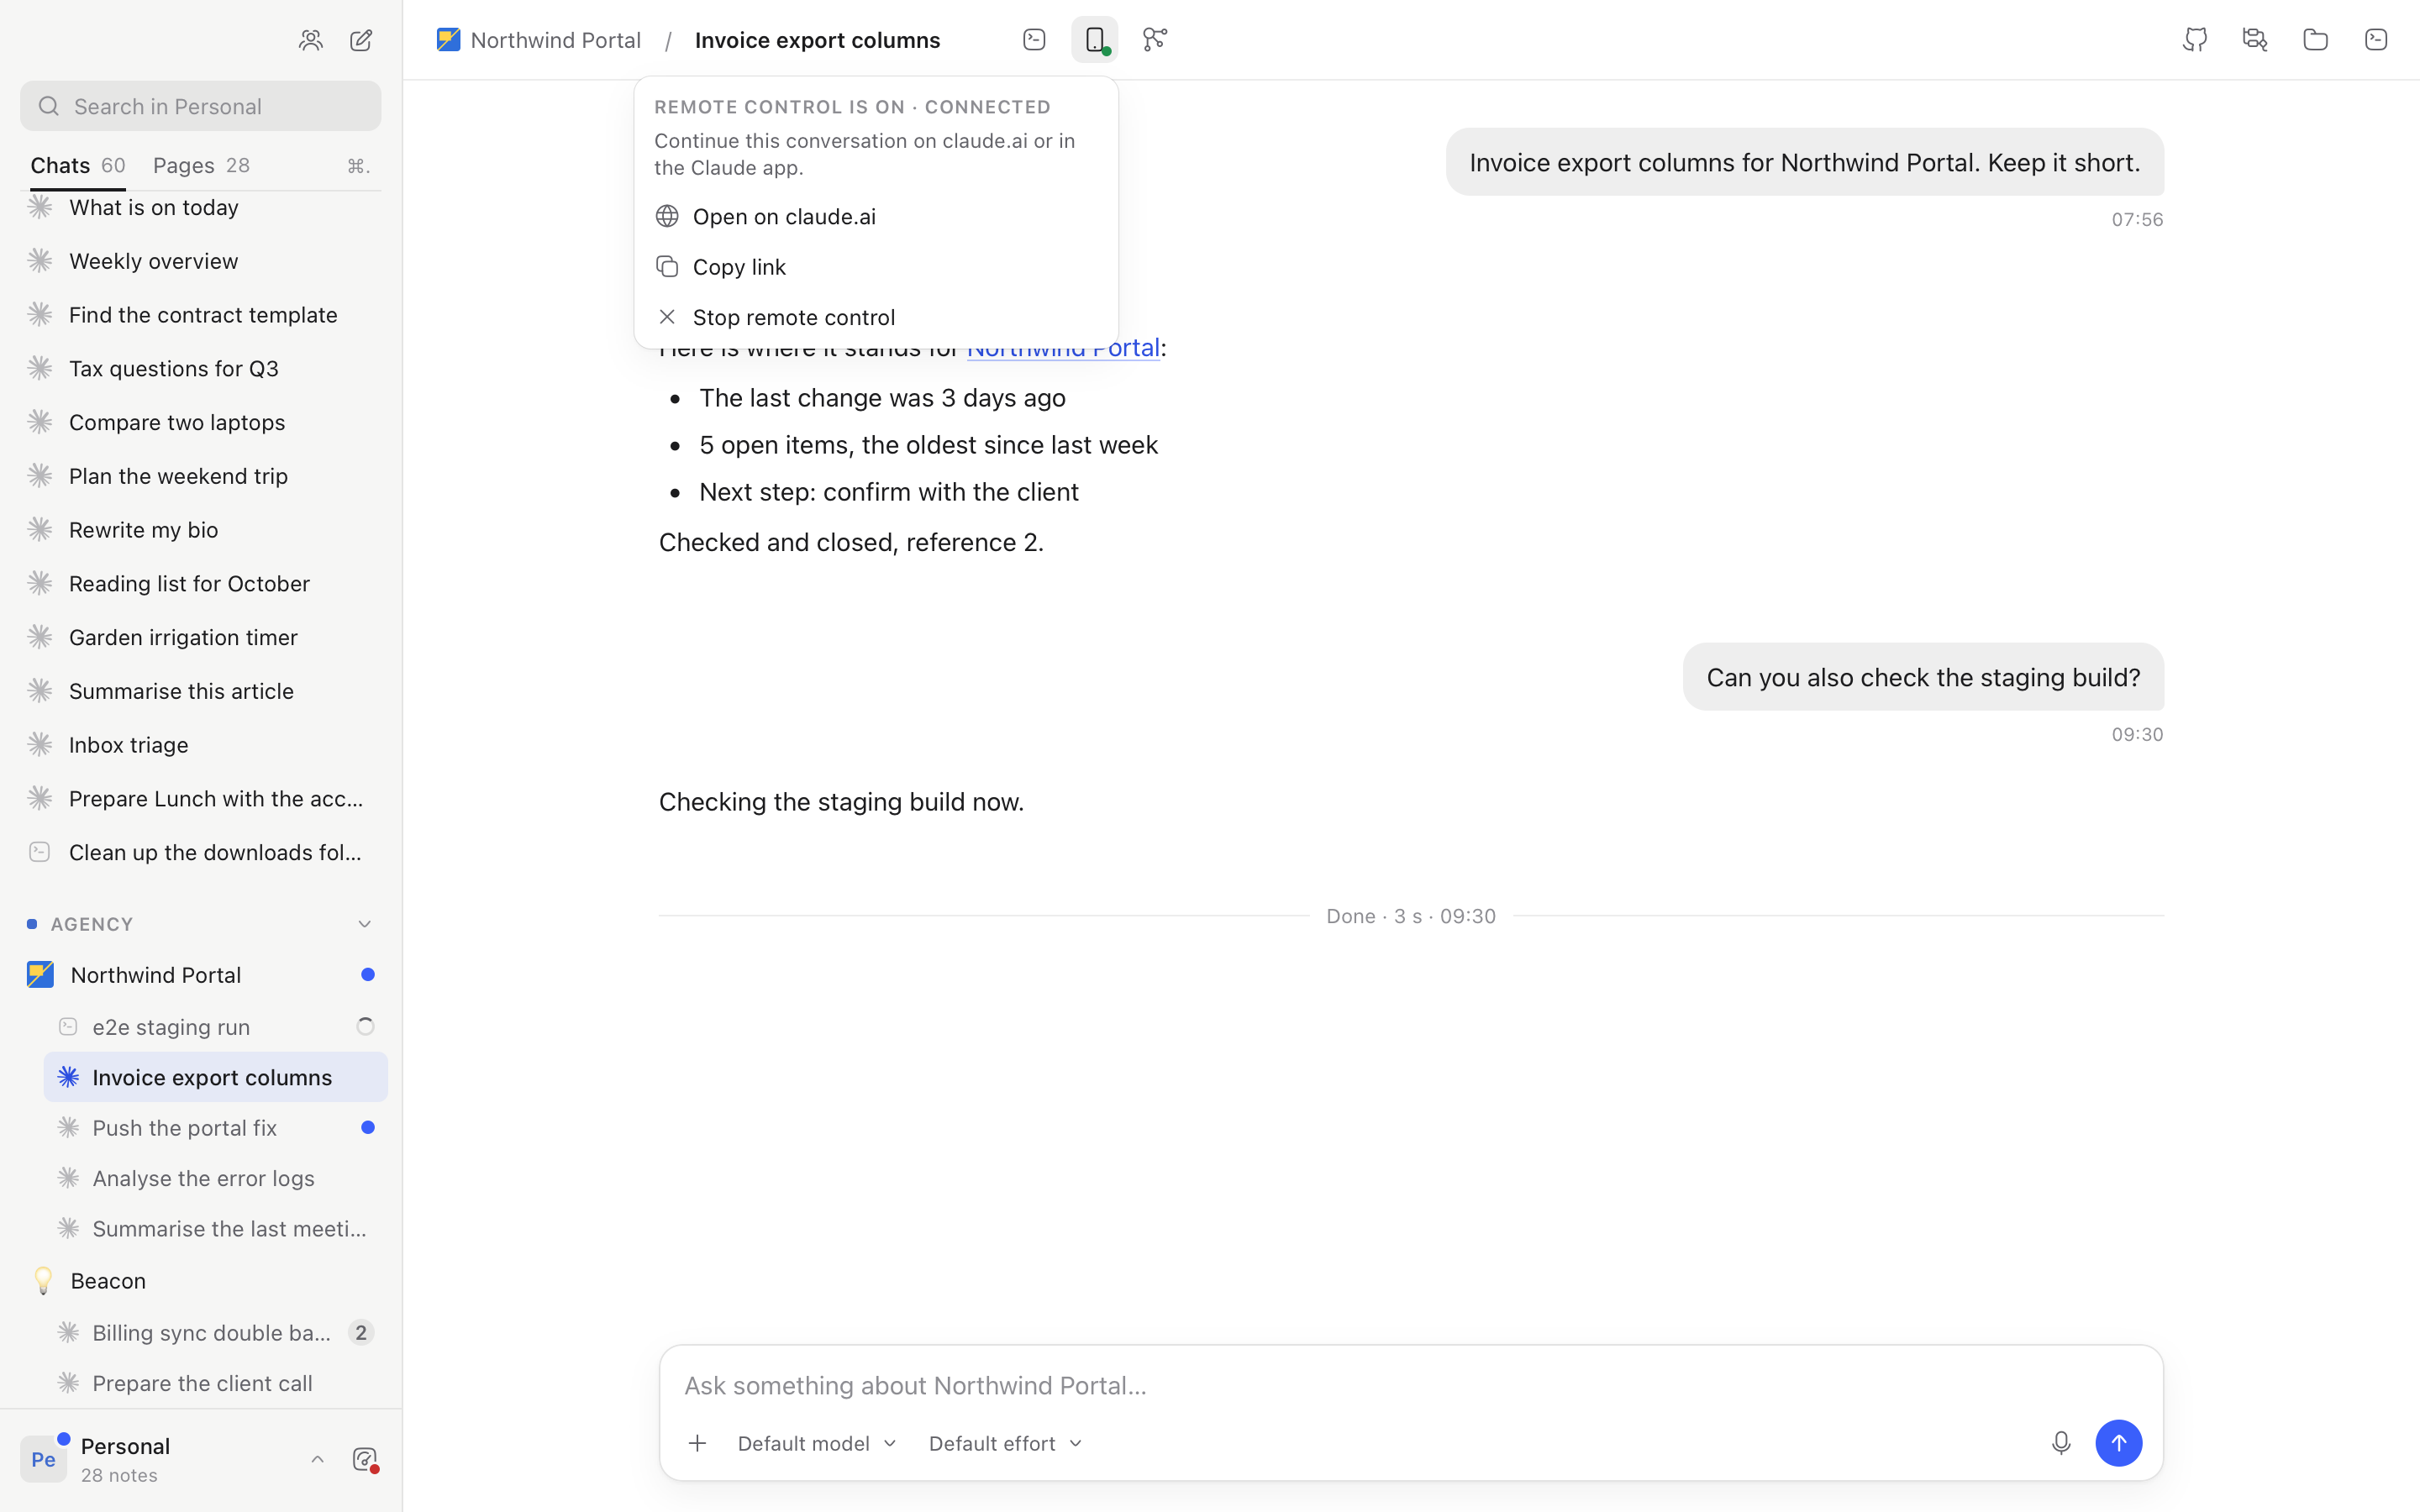 Search in Personal
Chats 60 Pages 28 ⌘.
What is on today
Weekly overview
Find the contract template
Tax questions for Q3
Compare two laptops
Plan the weekend trip
Rewrite my bio
Reading list for October
Garden irrigation timer
Summarise this article
Inbox triage
Prepare Lunch with the acc...
Clean up the downloads fol...
AGENCY
Northwind Portal
e2e staging run
Invoice export columns
Push the portal fix
Analyse the error logs
Summarise the last meeti...
Beacon
Billing sync double ba... 2
Prepare the client call
Pe Personal
28 notes
Northwind Portal / Invoice export columns
REMOTE CONTROL IS ON · CONNECTED
Continue this conversation on claude.ai or in
the Claude app.
Open on claude.ai
Copy link
Stop remote control
Invoice export columns for Northwind Portal. Keep it short.
07:56
Here is where it stands for Northwind Portal:
• The last change was 3 days ago
• 5 open items, the oldest since last week
• Next step: confirm with the client
Checked and closed, reference 2.
Can you also check the staging build?
09:30
Checking the staging build now.
Done · 3 s · 09:30
Ask something about Northwind Portal...
Default model Default effort